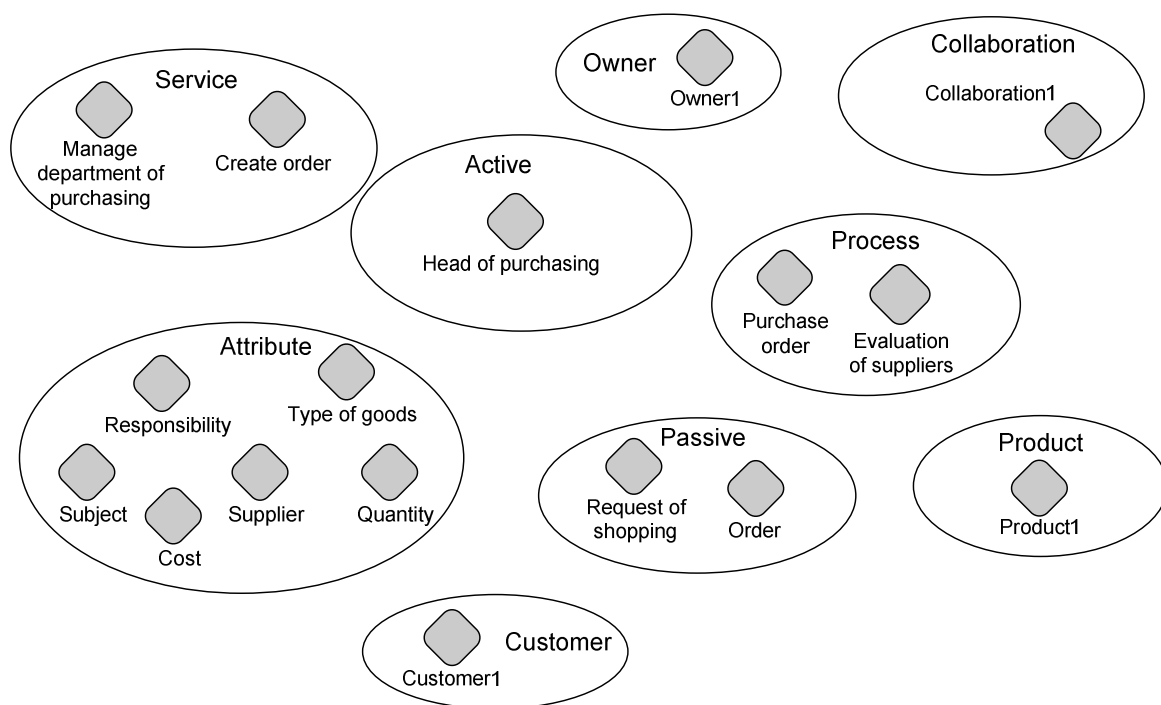 Service
Manage
department of
purchasing
Create order
Owner
Owner1
Collaboration
Collaboration1
Active
Head of purchasing
Process
Purchase
order
Evaluation
of suppliers
Attribute
Responsibility
Type of goods
Subject
Cost
Supplier
Quantity
Passive
Request of
shopping
Order
Product
Product1
Customer
Customer1